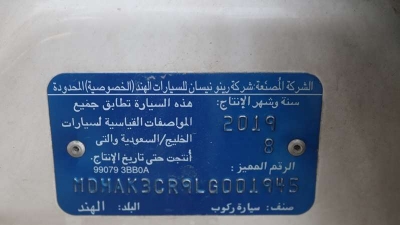 الشركة المصنعة شركة رينو نيسان للسيارات الهند (الخصوصية) المحدودة
سنة وشهر الإنتاج: هذه السيارة تطابق جميع
2019 المواصفات القياسية لسيارات
8 الخليج/السعودية والتى
أنتجت حتى تاريخ الإنتاج.
الرقم المميز: 99079 3BB0A
MDHAK3CR9LG001945
صنف: سيارة ركوب البلد: الهند